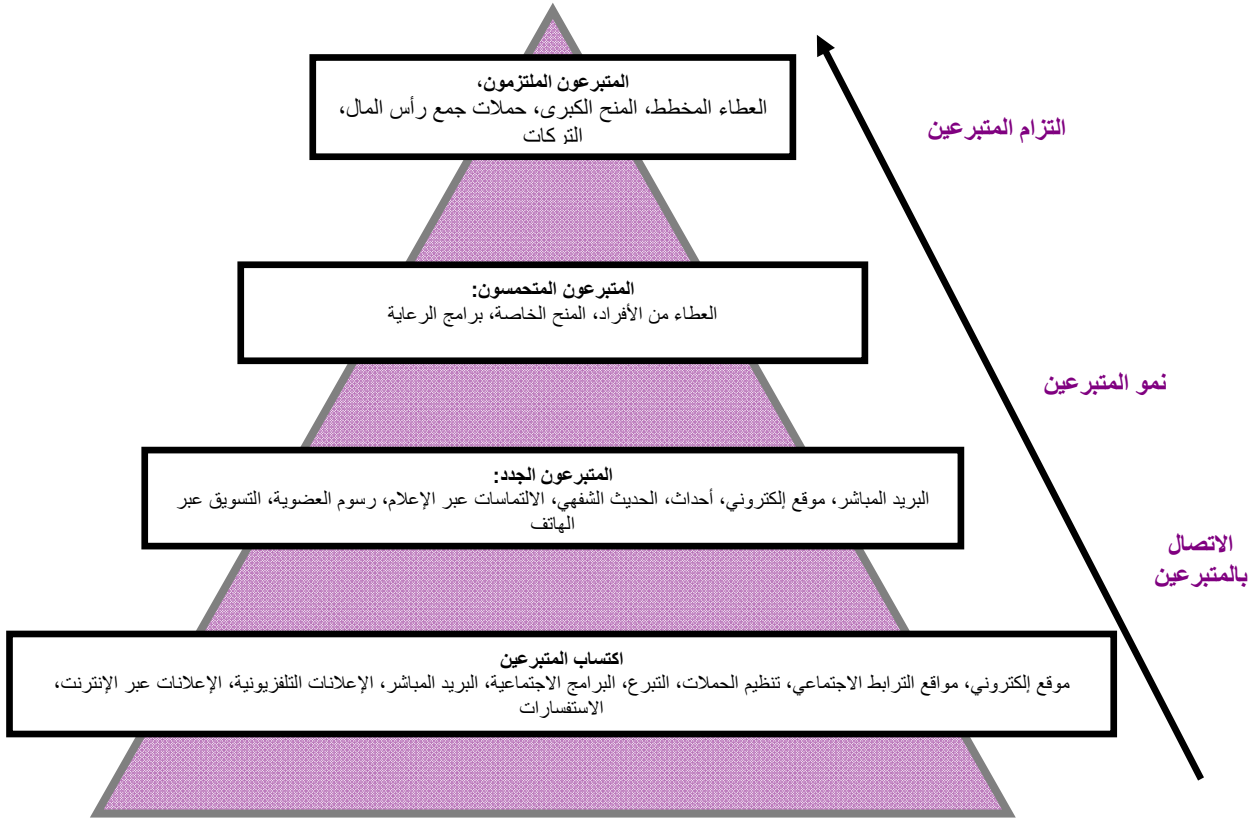 المتبرعون الملتزمون،
العطاء المخطط، المنح الكبرى، حملات جمع رأس المال،
التركات
التزام المتبرعين
المتبرعون المتحمسون:
العطاء من الأفراد، المنح الخاصة، برامج الرعاية
نمو المتبرعين
المتبرعون الجدد:
البريد المباشر، موقع إلكتروني، أحداث، الحديث الشفهي، الالتماسات عبر الإعلام، رسوم العضوية، التسويق عبر
الهاتف
الاتصال
بالمتبرعين
اكتساب المتبرعين
موقع إلكتروني، مواقع الترابط الاجتماعي، تنظيم الحملات، التبرع، البرامج الاجتماعية، البريد المباشر، الإعلانات التلفزيونية، الإعلانات عبر الإنترنت،
الاستفسارات